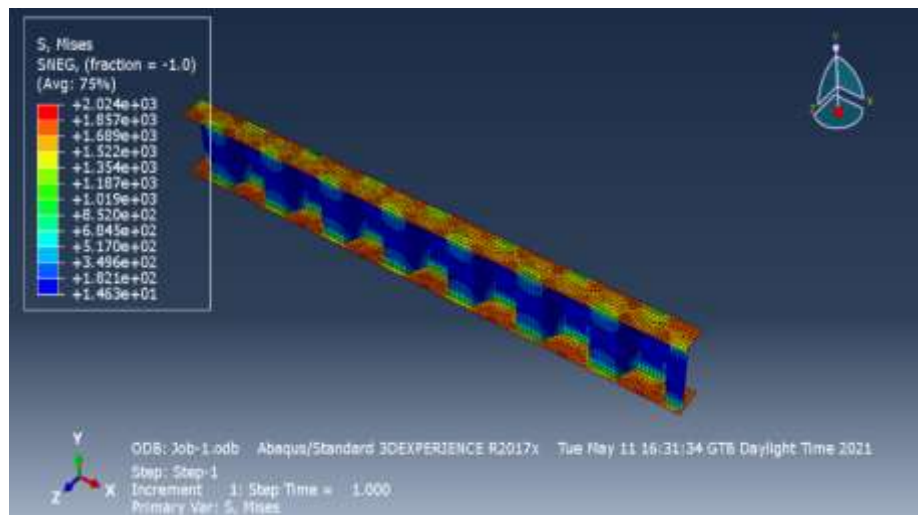 S, Mises
SNEG, (fraction = -1.0)
(Avg: 75%)
+2.024e+03
+1.857e+03
+1.689e+03
+1.522e+03
+1.354e+03
+1.187e+03
+1.019e+03
+8.520e+02
+6.845e+02
+5.170e+02
+3.496e+02
+1.821e+02
+1.463e+01
Y
X
Z
Y
X
Z
ODB: Job-1.odb Abaqus/Standard 3DEXPERIENCE R2017x Tue May 11 16:31:34 GTB Daylight Time 2021
Step: Step-1
Increment 1: Step Time = 1.000
Primary Var: S, Mises